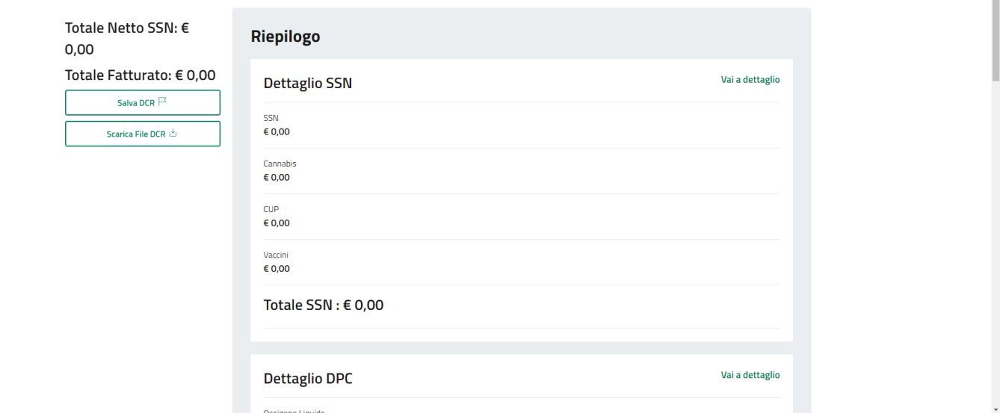 Totale Netto SSN: €
0,00
Totale Fatturato: € 0,00
Salva DCR
Scarica File DCR
Riepilogo
Dettaglio SSN
Vai a dettaglio
SSN
€ 0,00
Cannabis
€ 0,00
CUP
€ 0,00
Vaccini
€ 0,00
Totale SSN : € 0,00
Dettaglio DPC
Vai a dettaglio
Ossigeno Liquido